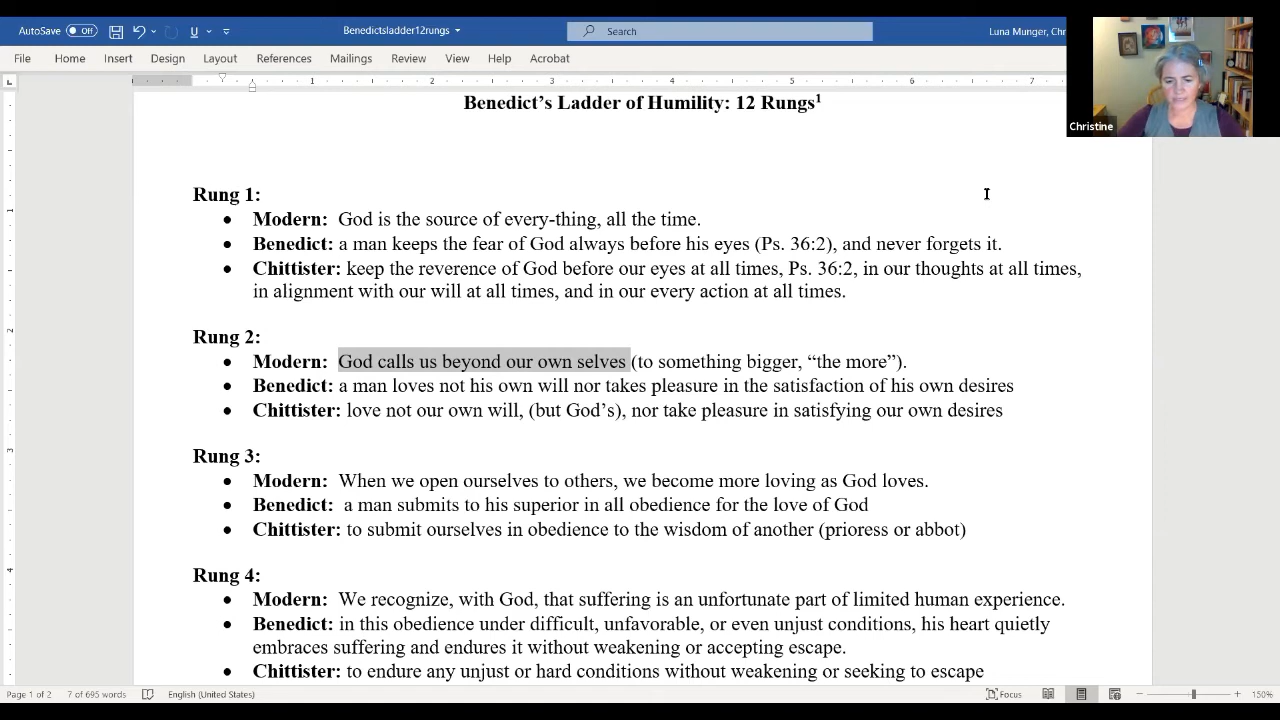 AutoSave Off U Benedictsladder12rungs Search Luna Munger, Chr
File Home Insert Design Layout References Mailings Review View Help Acrobat
1 2 3 4 5 6 7
Christine
Benedict’s Ladder of Humility: 12 Rungs¹
Rung 1:
• Modern: God is the source of every-thing, all the time.
• Benedict: a man keeps the fear of God always before his eyes (Ps. 36:2), and never forgets it.
• Chittister: keep the reverence of God before our eyes at all times, Ps. 36:2, in our thoughts at all times,
in alignment with our will at all times, and in our every action at all times.
Rung 2:
• Modern: God calls us beyond our own selves (to something bigger, “the more”).
• Benedict: a man loves not his own will nor takes pleasure in the satisfaction of his own desires
• Chittister: love not our own will, (but God’s), nor take pleasure in satisfying our own desires
Rung 3:
• Modern: When we open ourselves to others, we become more loving as God loves.
• Benedict: a man submits to his superior in all obedience for the love of God
• Chittister: to submit ourselves in obedience to the wisdom of another (prioress or abbot)
Rung 4:
• Modern: We recognize, with God, that suffering is an unfortunate part of limited human experience.
• Benedict: in this obedience under difficult, unfavorable, or even unjust conditions, his heart quietly
embraces suffering and endures it without weakening or accepting escape.
• Chittister: to endure any unjust or hard conditions without weakening or seeking to escape
1
2
3
4
Page 1 of 2 7 of 695 words English (United States) Focus 150%